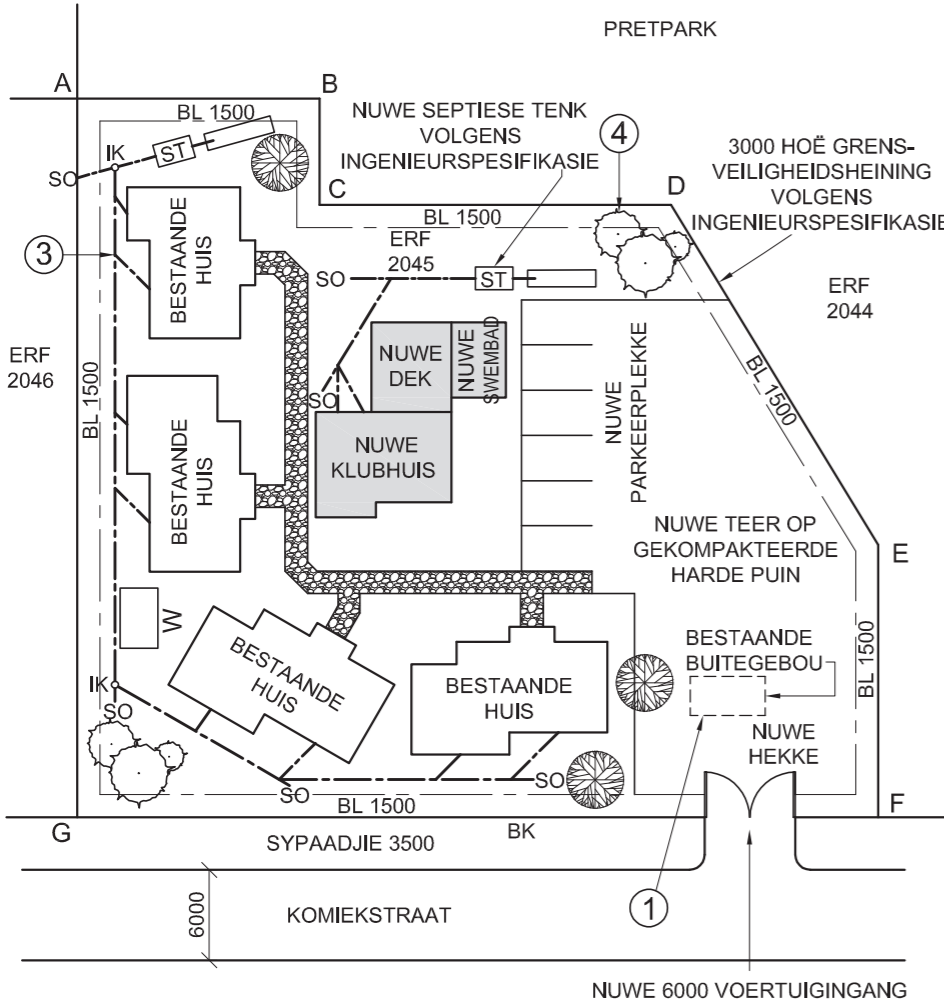 PRETPARK
A
B
BL 1500
NUWE SEPTIESE TENK
VOLGENS
INGENIEURSPESIFIKASIE
4
3000 HOË GRENS-
VEILIGHEIDSHEINING
VOLGENS
INGENIEURSPESIFIKASIE
IK
ST
SO
C
D
BL 1500
3
BESTAANDE
HUIS
ERF
2045
SO
ST
ERF
2044
ERF
2046
BL 1500
NUWE
DEK
NUWE
SWEMBAD
NUWE
PARKEERPLEKKE
BL 1500
SO
NUWE
KLUBHUIS
BESTAANDE
HUIS
NUWE TEER OP
GEKOMPAKTEERDE
HARDE PUIN
E
W
BESTAANDE
HUIS
BESTAANDE
HUIS
BESTAANDE
BUITEGEBOU
BL 1500
IK
SO
NUWE
HEKKE
SO
SO
BL 1500
G
BK
F
SYPAADJIE 3500
6000
KOMIEKSTRAAT
1
NUWE 6000 VOERTUIGINGANG